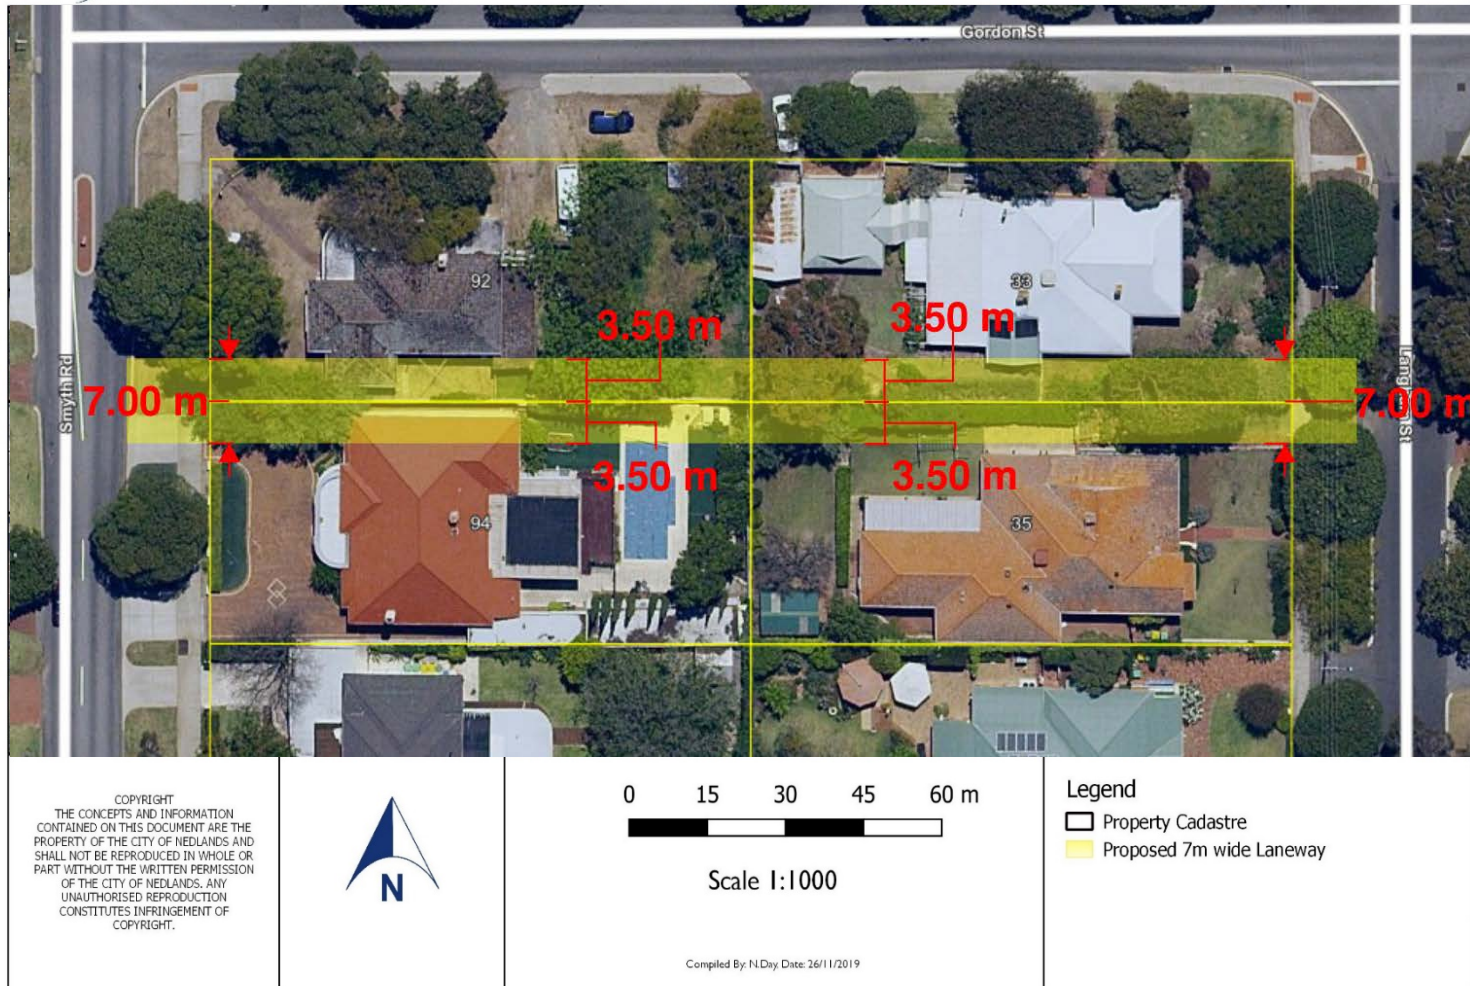 Gordon St
92
33
3.50 m
3.50 m
Smyth Rd
7.00 m
7.00 m
3.50 m
3.50 m
94
35
COPYRIGHT
THE CONCEPTS AND INFORMATION
CONTAINED ON THIS DOCUMENT ARE THE
PROPERTY OF THE CITY OF NEDLANDS AND
SHALL NOT BE REPRODUCED IN WHOLE OR
PART WITHOUT THE WRITTEN PERMISSION
OF THE CITY OF NEDLANDS. ANY
UNAUTHORISED REPRODUCTION
CONSTITUTES INFRINGEMENT OF
COPYRIGHT.
N
0 15 30 45 60 m
Scale 1:1000
Compiled By: N.Day, Date: 26/11/2019
Legend
Property Cadastre
Proposed 7m wide Laneway